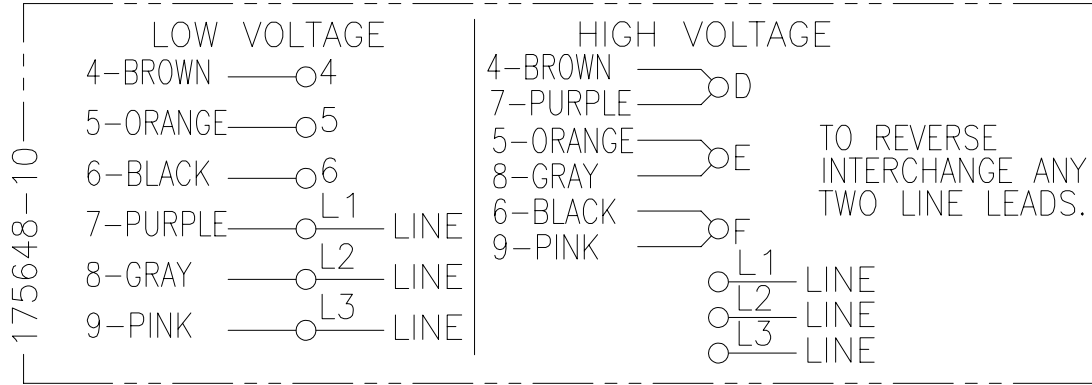 LOW VOLTAGE
4-BROWN 4
5-ORANGE 5
6-BLACK 6
7-PURPLE L1 LINE
8-GRAY L2 LINE
9-PINK L3 LINE
HIGH VOLTAGE
4-BROWN
7-PURPLE D
5-ORANGE
8-GRAY E
6-BLACK
9-PINK F
L1 LINE
L2 LINE
L3 LINE
TO REVERSE
INTERCHANGE ANY
TWO LINE LEADS.
175648-10